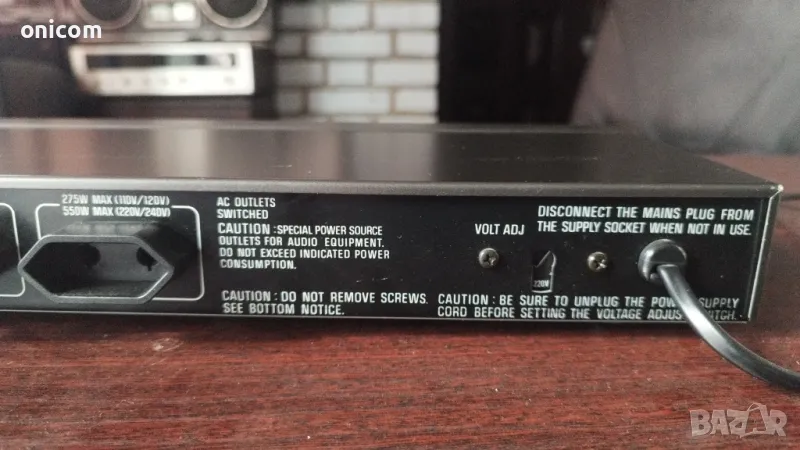 onicom
275W MAX (110V/120V)
550W MAX (220V/240V)
AC OUTLETS
SWITCHED
CAUTION : SPECIAL POWER SOURCE
OUTLETS FOR AUDIO EQUIPMENT.
DO NOT EXCEED INDICATED POWER
CONSUMPTION.
CAUTION : DO NOT REMOVE SCREWS.
SEE BOTTOM NOTICE.
VOLT ADJ
220V
DISCONNECT THE MAINS PLUG FROM
THE SUPPLY SOCKET WHEN NOT IN USE.
CAUTION : BE SURE TO UNPLUG THE POWER SUPPLY
CORD BEFORE SETTING THE VOLTAGE ADJUST SWITCH.
BAZAR